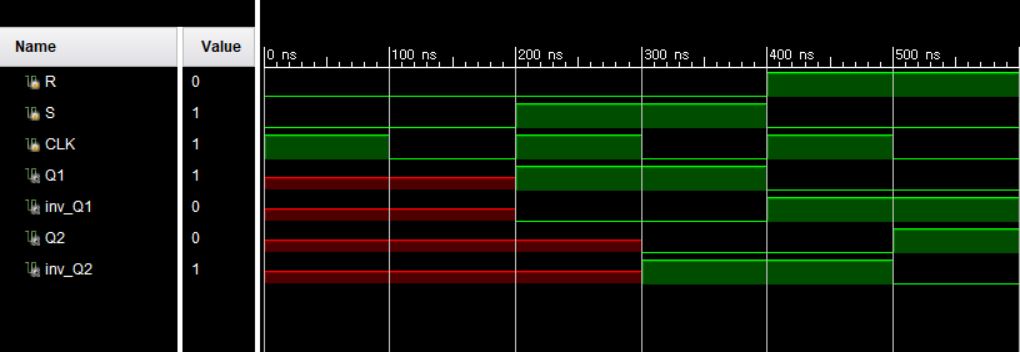 Name Value
0 ns 100 ns 200 ns 300 ns 400 ns 500 ns
R 0
S 1
CLK 1
Q1 1
inv_Q1 0
Q2 0
inv_Q2 1